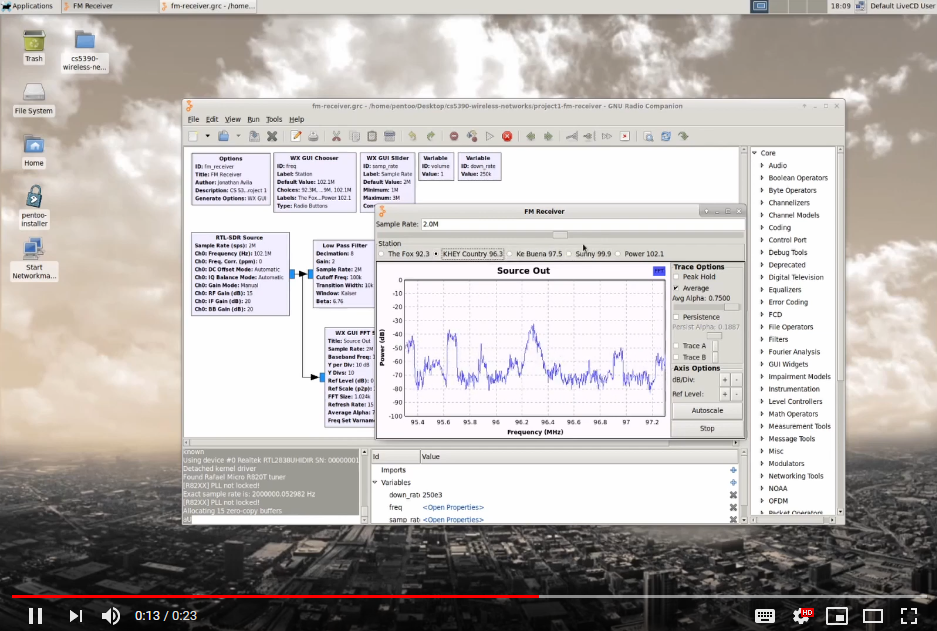 Applications
FM Receiver
fm-receiver.grc - /home...
18:09
Default LiveCD User
Trash
cs5390-
wireless-ne...
File System
Home
pentoo-
installer
Start
Networkma...
fm-receiver.grc - /home/pentoo/Desktop/cs5390-wireless-networks/project1-fm-receiver - GNU Radio Companion
File Edit View Run Tools Help
Options
ID: fm_receiver
Title: FM Receiver
Author: Jonathan Avila
Description: CS 53...roject 1
Generate Options: WX GUI
WX GUI Chooser
ID: freq
Label: Station
Default Value: 102.1M
Choices: 92.3M, ...9M, 102.1M
Labels: The Fox...Power 102.1
Type: Radio Buttons
WX GUI Slider
ID: samp_rate
Label: Sample Rate
Default Value: 2M
Minimum: 1M
Maximum: 3M
Variable
ID: volume
Value: 1
Variable
ID: down_rate
Value: 250k
RTL-SDR Source
Sample Rate (sps): 2M
Ch0: Frequency (Hz): 102.1M
Ch0: Freq. Corr. (ppm): 0
Ch0: DC Offset Mode: Automatic
Ch0: IQ Balance Mode: Automatic
Ch0: Gain Mode: Manual
Ch0: RF Gain (dB): 15
Ch0: IF Gain (dB): 20
Ch0: BB Gain (dB): 20
Low Pass Filter
Decimation: 8
Gain: 2
Sample Rate: 2M
Cutoff Freq: 100k
Transition Width: 10k
Window: Kaiser
Beta: 6.76
WX GUI FFT S
Title: Source Out
Sample Rate: 2M
Baseband Freq: 1
Y per Div: 10 dB
Y Divs: 10
Ref Level (dB): 0
Ref Scale (p2p):
FFT Size: 1.024k
Refresh Rate: 15
Average Alpha: 7
Freq Set Varname
FM Receiver
Sample Rate: 2.0M
Station
The Fox 92.3
KHEY Country 96.3
Ke Buena 97.5
Sunny 99.9
Power 102.1
Source Out
FFT
0
-10
-20
-30
-40
-50
-60
-70
-80
-90
-100
Power (dB)
95.4 95.6 95.8 96 96.2 96.4 96.6 96.8 97 97.2
Frequency (MHz)
Trace Options
Peak Hold
Average
Avg Alpha: 0.7500
Persistence
Persist Alpha: 0.1887
Trace A
Trace B
Axis Options
dB/Div: + -
Ref Level: + -
Autoscale
Stop
Core
Audio
Boolean Operators
Byte Operators
Channelizers
Channel Models
Coding
Control Port
Debug Tools
Deprecated
Digital Television
Equalizers
Error Coding
FCD
File Operators
Filters
Fourier Analysis
GUI Widgets
Impairment Models
Instrumentation
Level Controllers
Math Operators
Measurement Tools
Message Tools
Misc
Modulators
Networking Tools
NOAA
OFDM
Packet Operators
known
Using device #0 Realtek RTL2838UHIDIR SN: 00000001
Detached kernel driver
Found Rafael Micro R820T tuner
[R82XX] PLL not locked!
Exact sample rate is: 2000000.052982 Hz
[R82XX] PLL not locked!
Allocating 15 zero-copy buffers
Id Value
Imports
Variables
down_rat 250e3
freq <Open Properties>
samp_rat <Open Properties>
0:13 / 0:23
HD